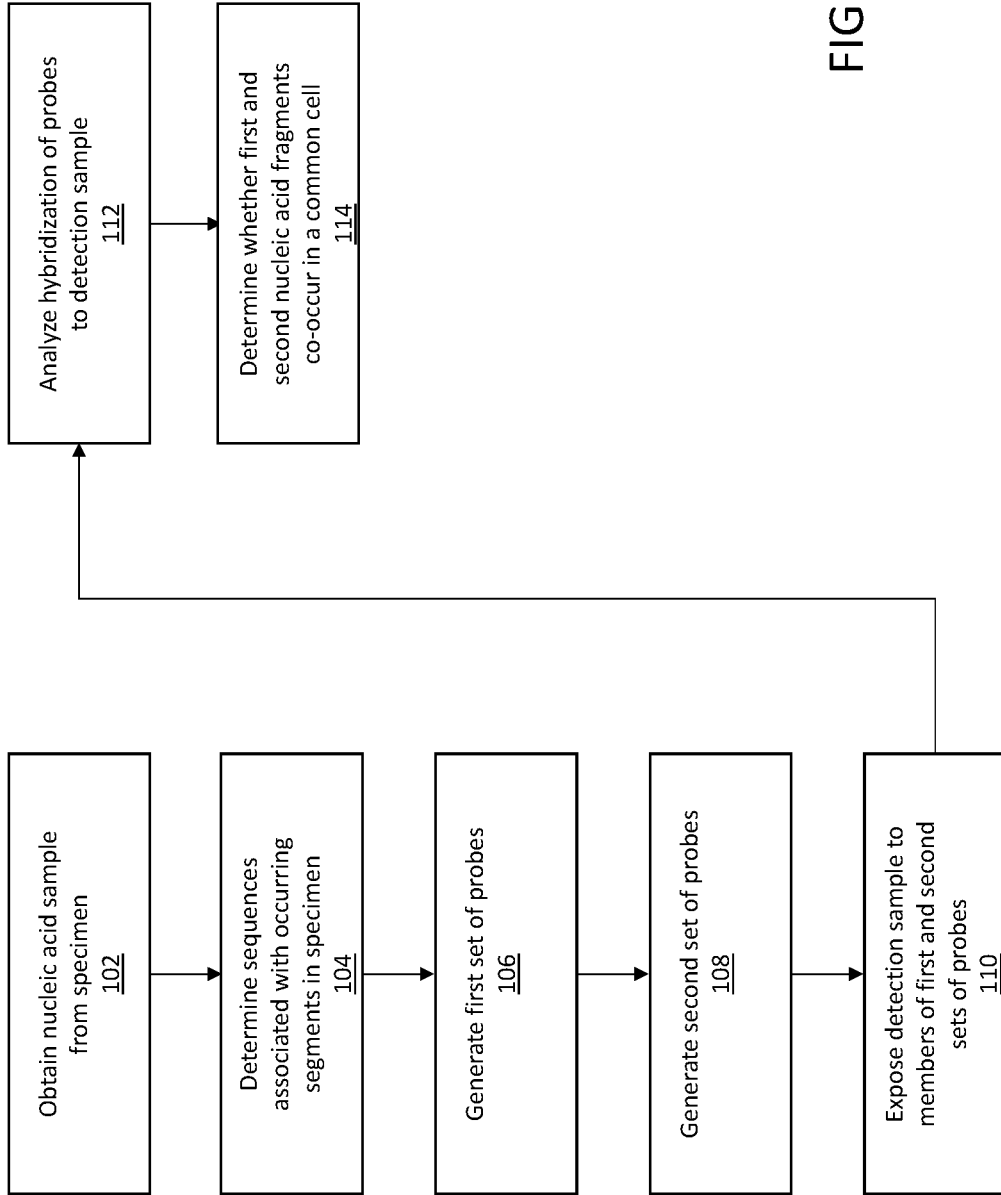 Obtain nucleic acid sample
from specimen
102
Determine sequences
associated with occurring
segments in specimen
104
Generate first set of probes
106
Generate second set of probes
108
Expose detection sample to
members of first and second
sets of probes
110
Analyze hybridization of probes
to detection sample
112
Determine whether first and
second nucleic acid fragments
co-occur in a common cell
114
FIG